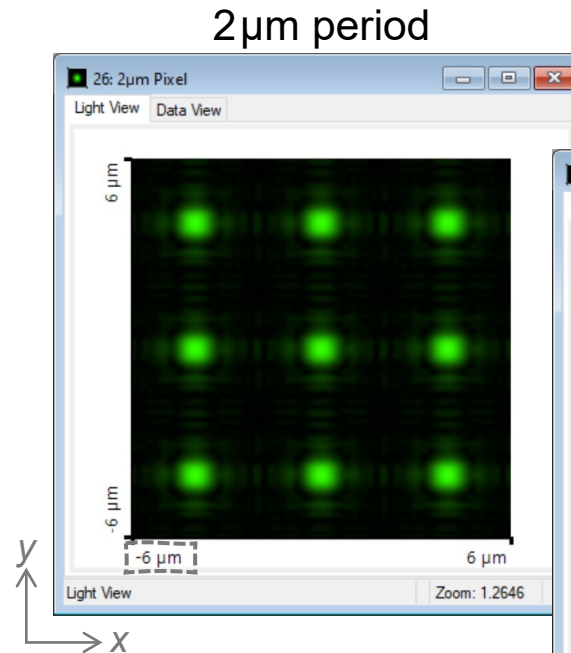 2µm period
26: 2µm Pixel
Light View Data View
6 µm
-6 µm
-6 µm 6 µm
y
Light View Zoom: 1.2646
x